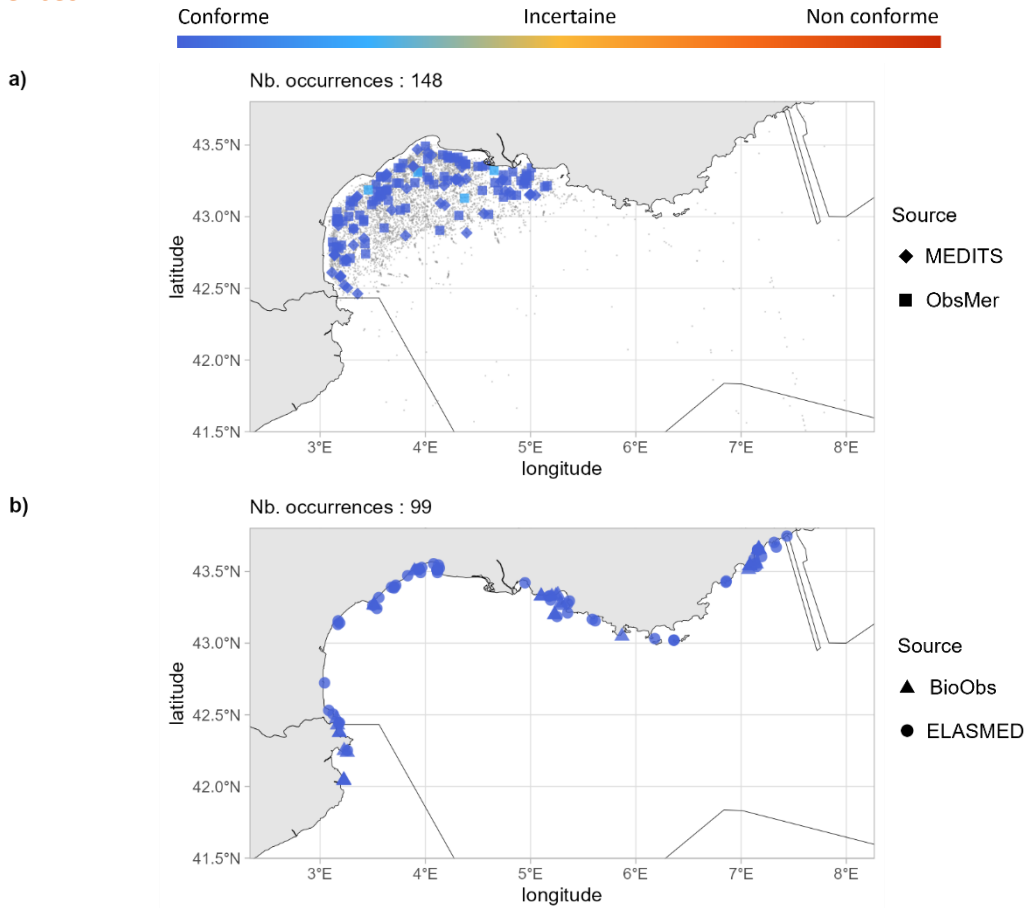 Conforme Incertaine Non conforme
a)
Nb. occurrences : 148
43.5°N
43.0°N
42.5°N
42.0°N
41.5°N
latitude
3°E 4°E 5°E 6°E 7°E 8°E
longitude
Source
MEDITS
ObsMer
b)
Nb. occurrences : 99
43.5°N
43.0°N
42.5°N
42.0°N
41.5°N
latitude
3°E 4°E 5°E 6°E 7°E 8°E
longitude
Source
BioObs
ELASMED